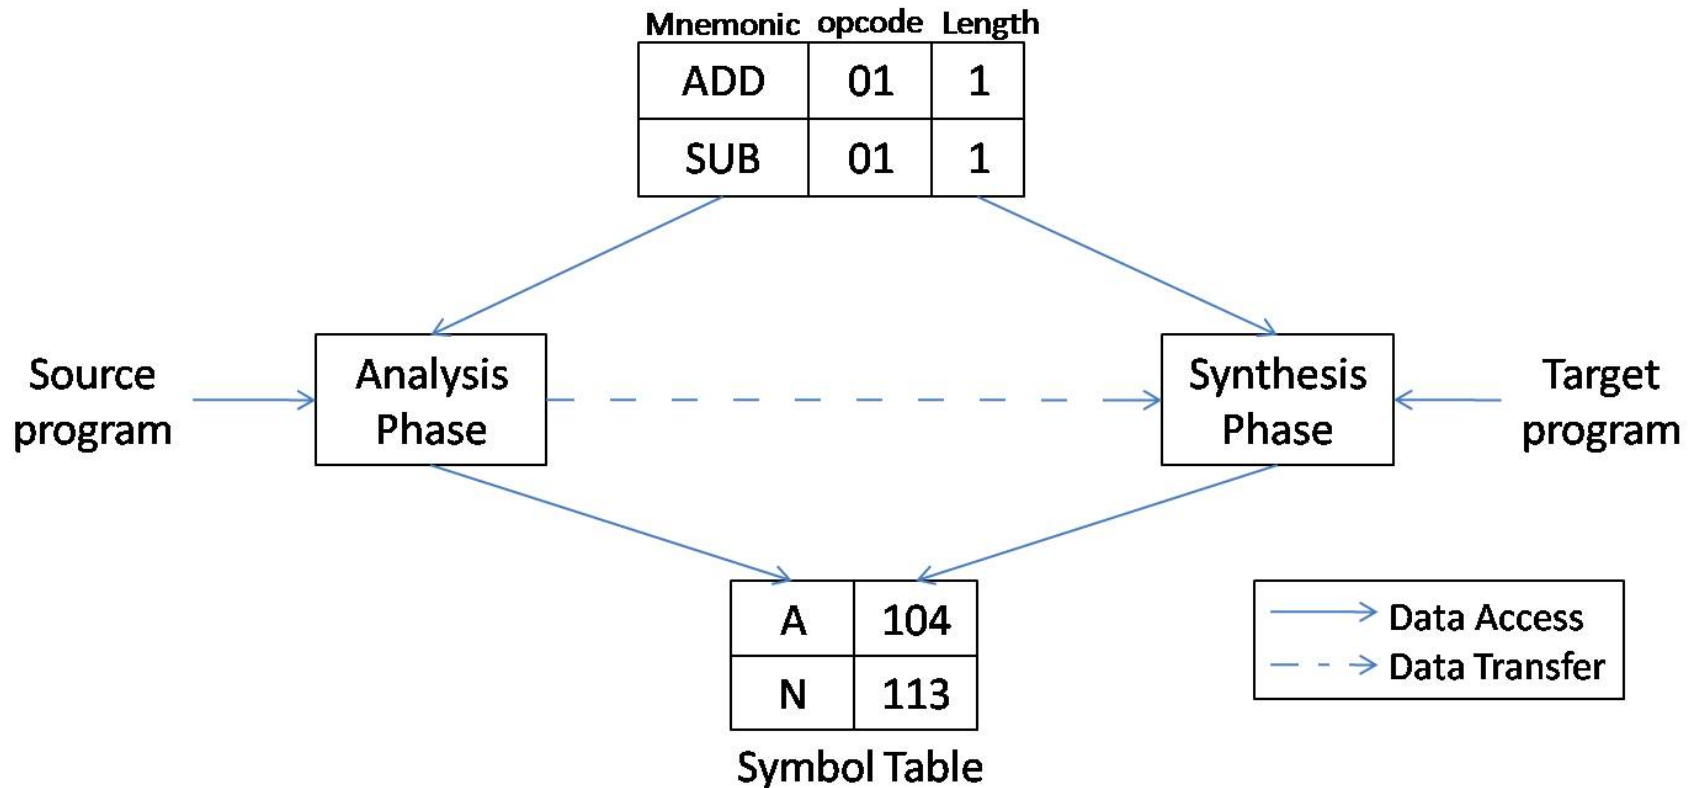 Mnemonic opcode Length
ADD 01 1
SUB 01 1
Source
program
Analysis
Phase
Synthesis
Phase
Target
program
A 104
N 113
Symbol Table
Data Access
Data Transfer